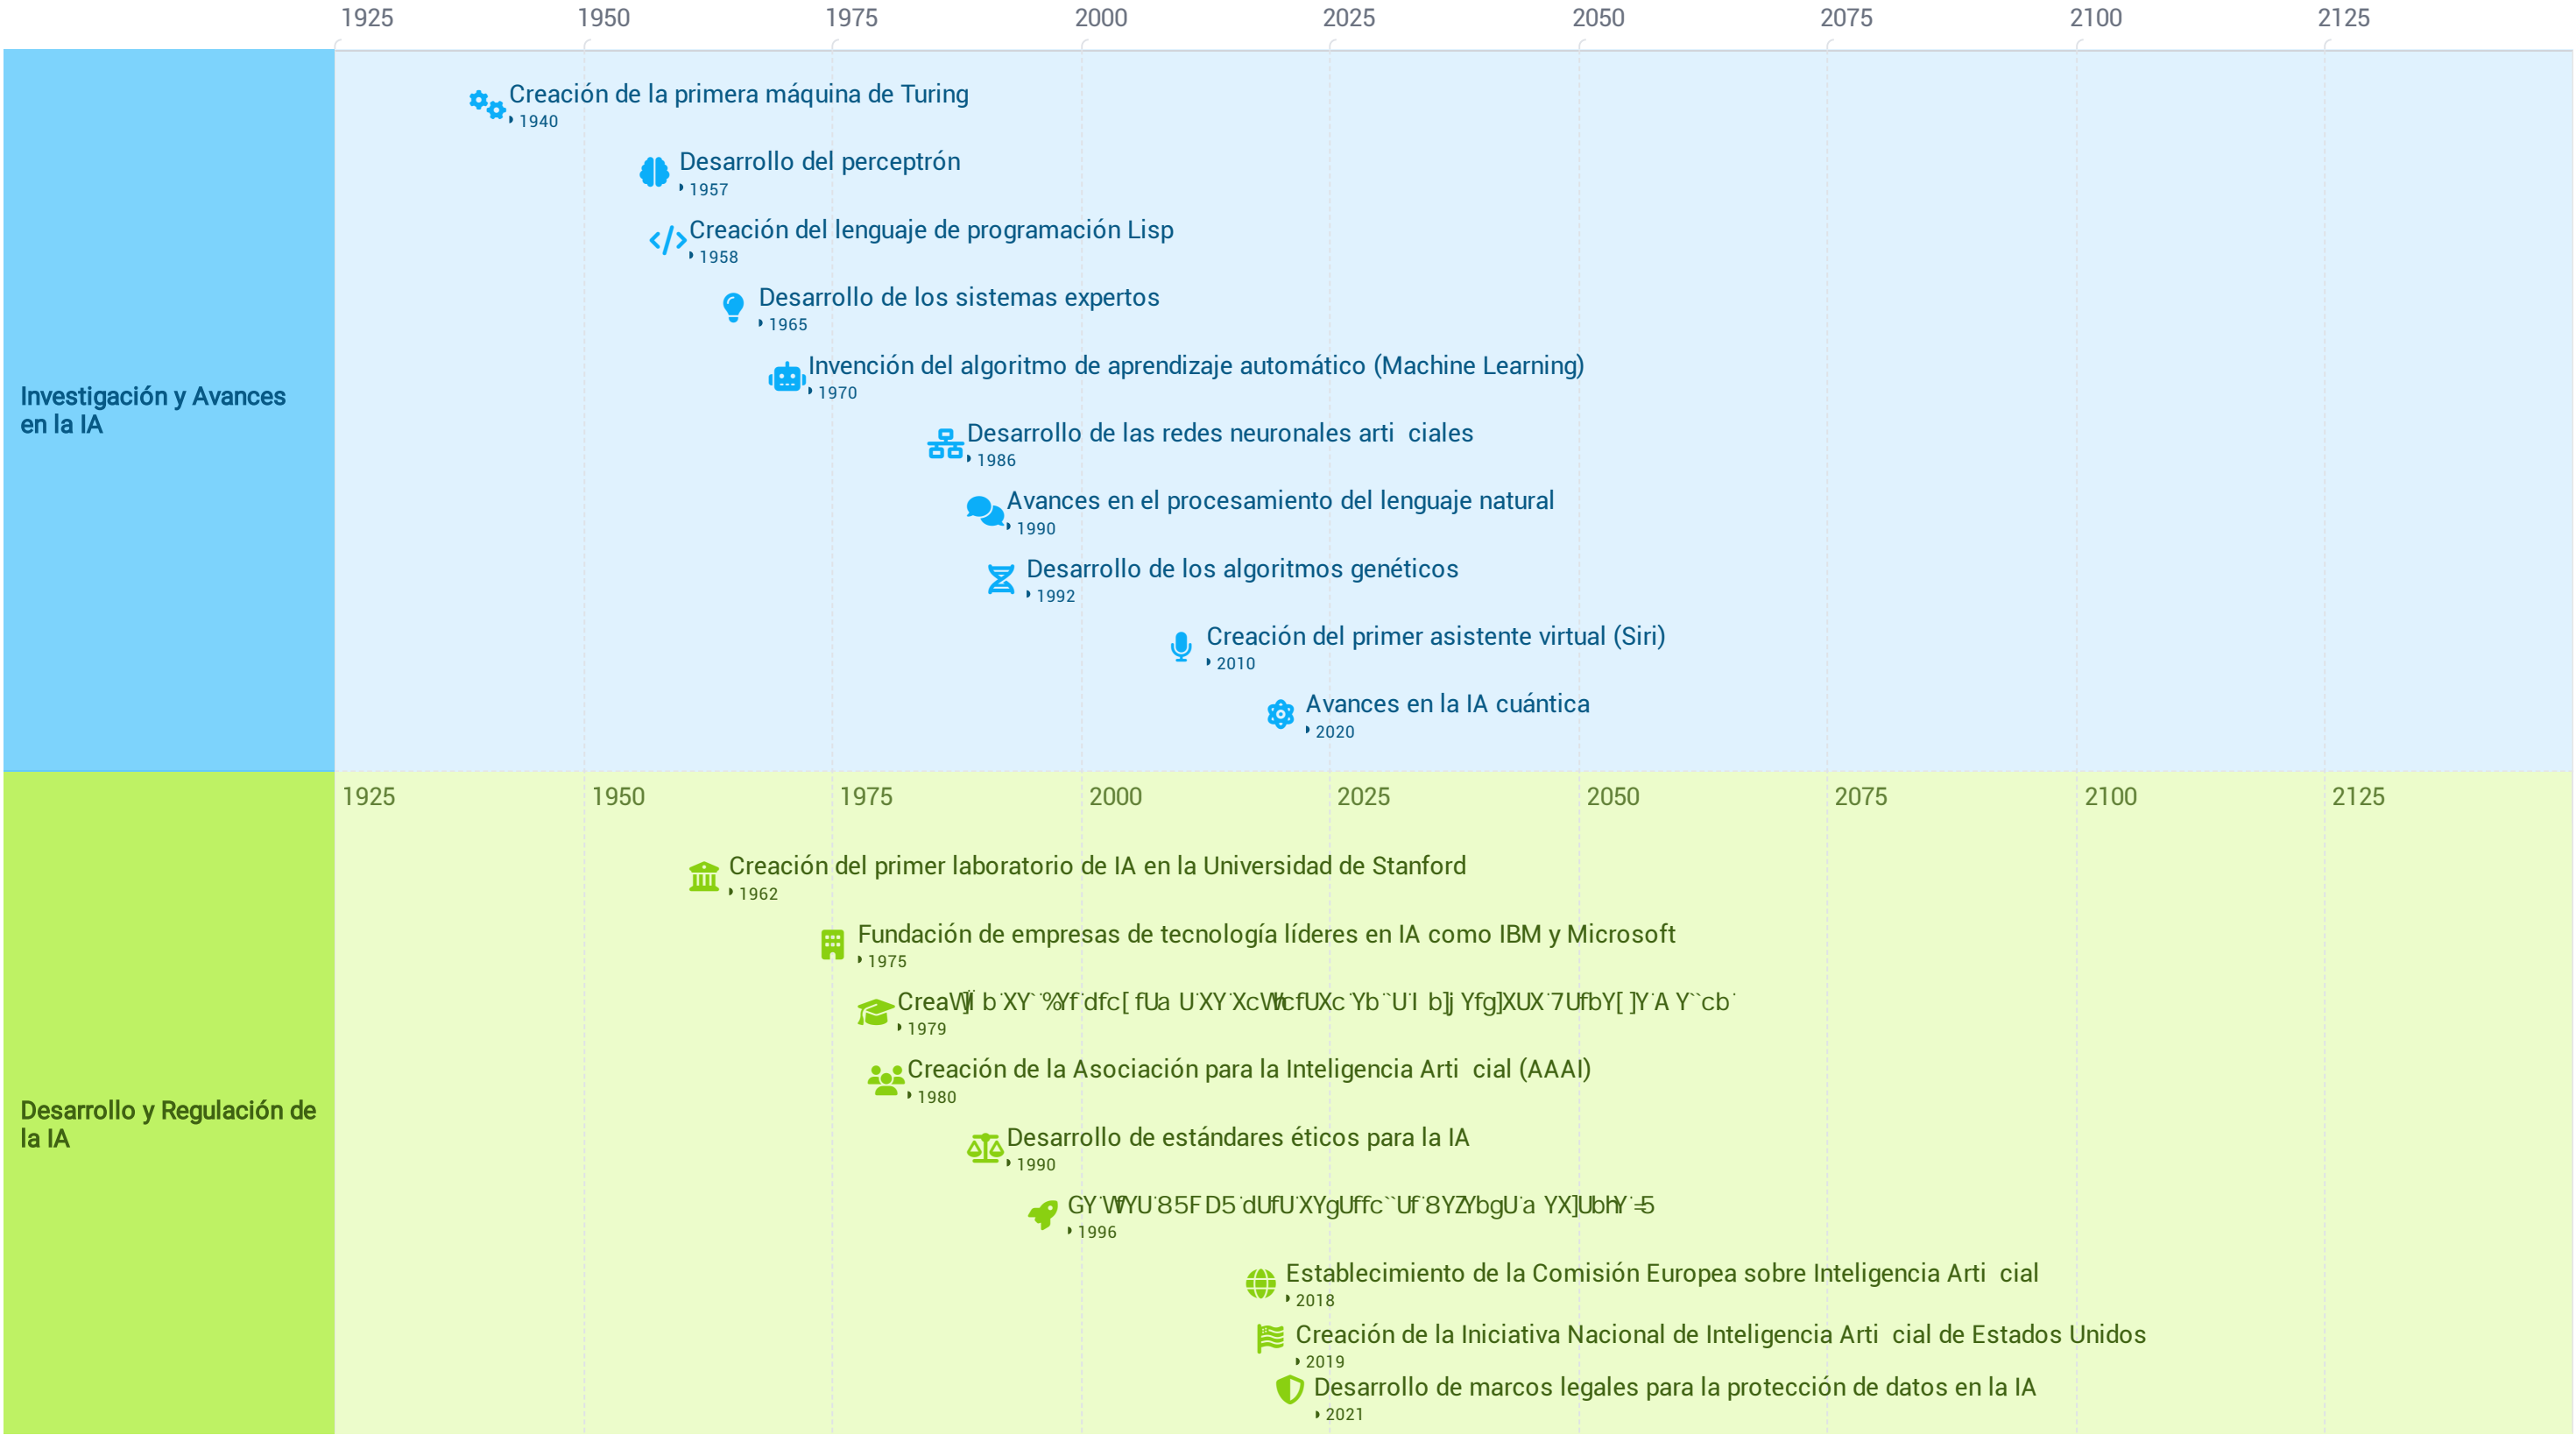 1925 1950 1975 2000 2025 2050 2075 2100 2125
Creación de la primera máquina de Turing
1940
Desarrollo del perceptrón
1957
Creación del lenguaje de programación Lisp
1958
Desarrollo de los sistemas expertos
1965
Invención del algoritmo de aprendizaje automático (Machine Learning)
1970
Investigación y Avances
en la IA
Desarrollo de las redes neuronales arti ciales
1986
Avances en el procesamiento del lenguaje natural
1990
Desarrollo de los algoritmos genéticos
1992
Creación del primer asistente virtual (Siri)
2010
Avances en la IA cuántica
2020
1925 1950 1975 2000 2025 2050 2075 2100 2125
Creación del primer laboratorio de IA en la Universidad de Stanford
1962
Fundación de empresas de tecnología líderes en IA como IBM y Microsoft
1975
1979
Creación de la Asociación para la Inteligencia Arti cial (AAAI)
1980
Desarrollo y Regulación de
la IA
Desarrollo de estándares éticos para la IA
1990
1996
Establecimiento de la Comisión Europea sobre Inteligencia Arti cial
2018
Creación de la Iniciativa Nacional de Inteligencia Arti cial de Estados Unidos
2019
Desarrollo de marcos legales para la protección de datos en la IA
2021